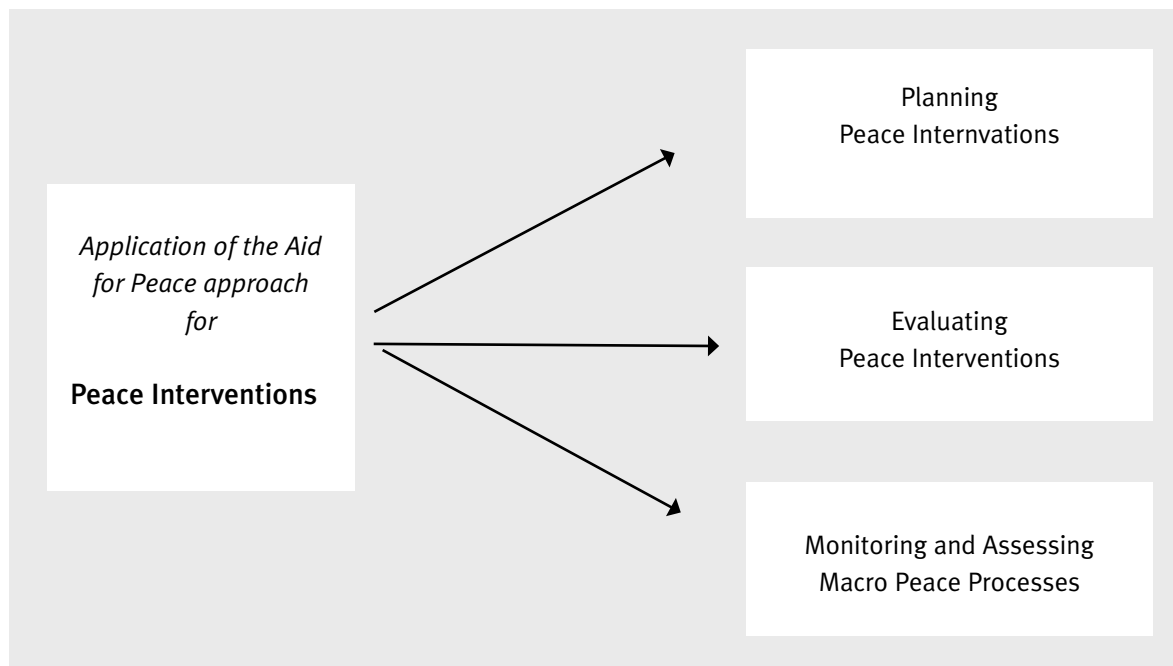 Application of the Aid
for Peace approach
for
Peace Interventions
Planning
Peace Internvations
Evaluating
Peace Interventions
Monitoring and Assessing
Macro Peace Processes